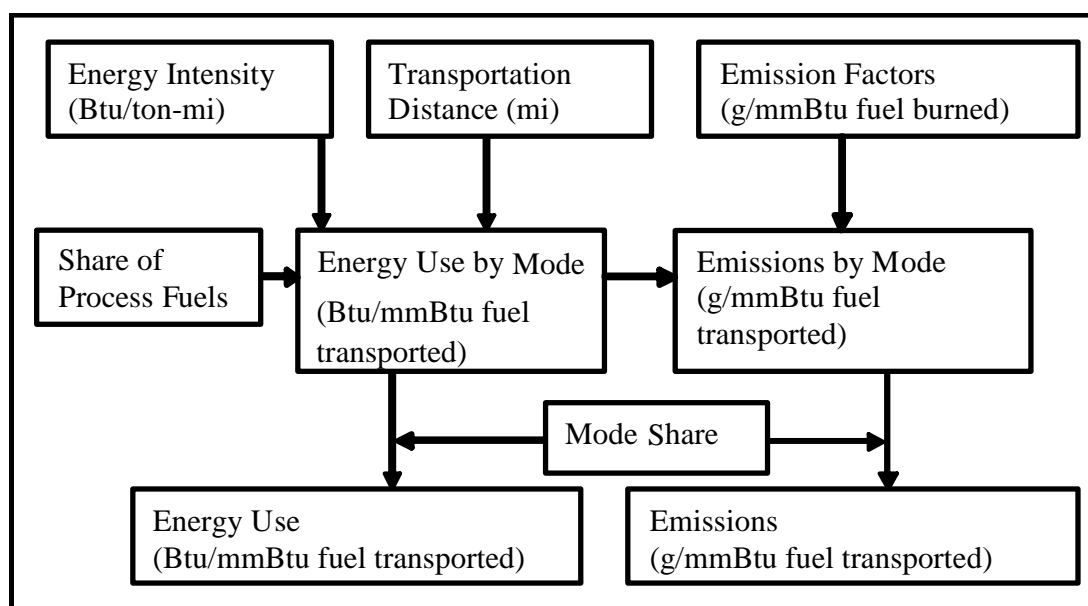 Energy Intensity
(Btu/ton-mi)
Transportation
Distance (mi)
Emission Factors
(g/mmBtu fuel burned)
Share of
Process Fuels
Energy Use by Mode
(Btu/mmBtu fuel
transported)
Emissions by Mode
(g/mmBtu fuel
transported)
Mode Share
Energy Use
(Btu/mmBtu fuel transported)
Emissions
(g/mmBtu fuel transported)